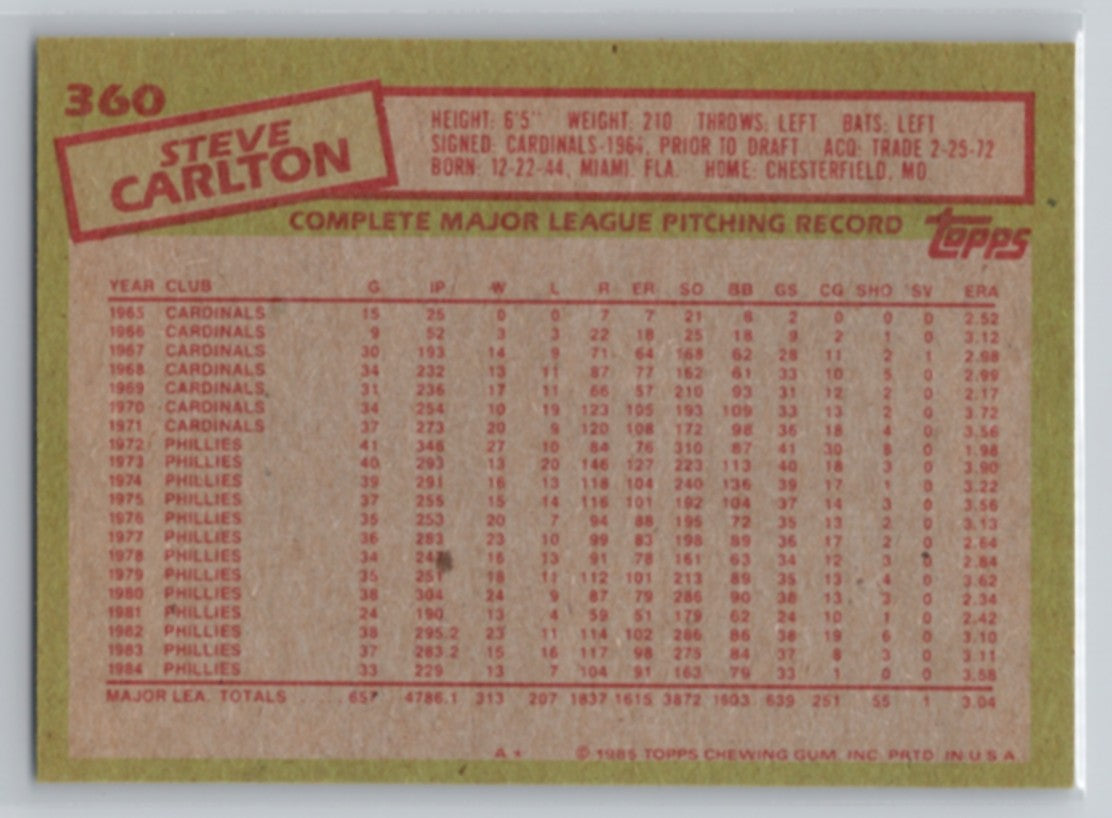 360
STEVE
CARLTON
HEIGHT: 6'5" WEIGHT: 210 THROWS: LEFT BATS: LEFT
SIGNED: CARDINALS-1964, PRIOR TO DRAFT ACQ: TRADE 2-25-72
BORN: 12-22-44, MIAMI, FLA. HOME: CHESTERFIELD, MO
COMPLETE MAJOR LEAGUE PITCHING RECORD topps
YEAR CLUB G IP W L R ER SO BB GS CG SHO SV ERA
1965 CARDINALS 15 25 0 0 7 7 21 8 2 0 0 0 2.52
1966 CARDINALS 9 52 3 3 22 18 25 18 9 2 1 0 3.12
1967 CARDINALS 30 193 14 9 71 64 168 62 28 11 2 1 2.98
1968 CARDINALS 34 232 13 11 87 77 162 61 33 10 5 0 2.99
1969 CARDINALS 31 236 17 11 66 57 210 93 31 12 2 0 2.17
1970 CARDINALS 34 254 10 19 123 105 193 109 33 13 2 0 3.72
1971 CARDINALS 37 273 20 9 120 108 172 98 36 18 4 0 3.56
1972 PHILLIES 41 346 27 10 84 76 310 87 41 30 8 0 1.98
1973 PHILLIES 40 293 13 20 146 127 223 113 40 18 3 0 3.90
1974 PHILLIES 39 291 16 13 118 104 240 136 39 17 1 0 3.22
1975 PHILLIES 37 255 15 14 116 101 192 104 37 14 3 0 3.56
1976 PHILLIES 35 253 20 7 94 88 195 72 35 13 2 0 3.13
1977 PHILLIES 36 283 23 10 99 83 198 89 36 17 2 0 2.64
1978 PHILLIES 34 16 13 91 78 161 63 34 12 3 0 2.84
1979 PHILLIES 35 251 18 11 112 101 213 89 35 13 4 0 3.62
1980 PHILLIES 38 304 24 9 87 79 286 90 38 13 3 0 2.34
1981 PHILLIES 24 190 13 4 59 51 179 62 24 10 1 0 2.42
1982 PHILLIES 38 295.2 23 11 114 102 286 86 38 19 6 0 3.10
1983 PHILLIES 37 283.2 15 16 117 98 275 84 37 8 3 0 3.11
1984 PHILLIES 33 229 13 7 104 91 163 79 33 1 0 0 3.58
MAJOR LEA. TOTALS ..... 657 4786.1 313 207 1837 1615 3872 1603 639 251 55 1 3.04
A* © 1985 TOPPS CHEWING GUM, INC. PRTD. IN U.S.A.